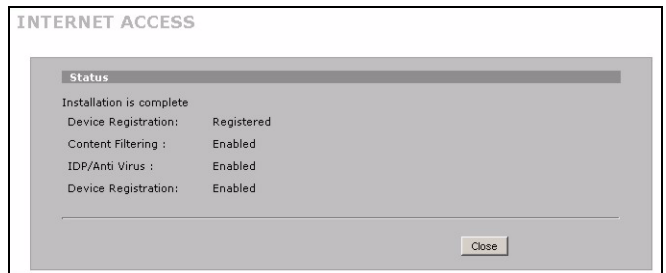 INTERNET ACCESS
Status
Installation is complete
Device Registration: Registered
Content Filtering : Enabled
IDP/Anti Virus : Enabled
Device Registration: Enabled
Close